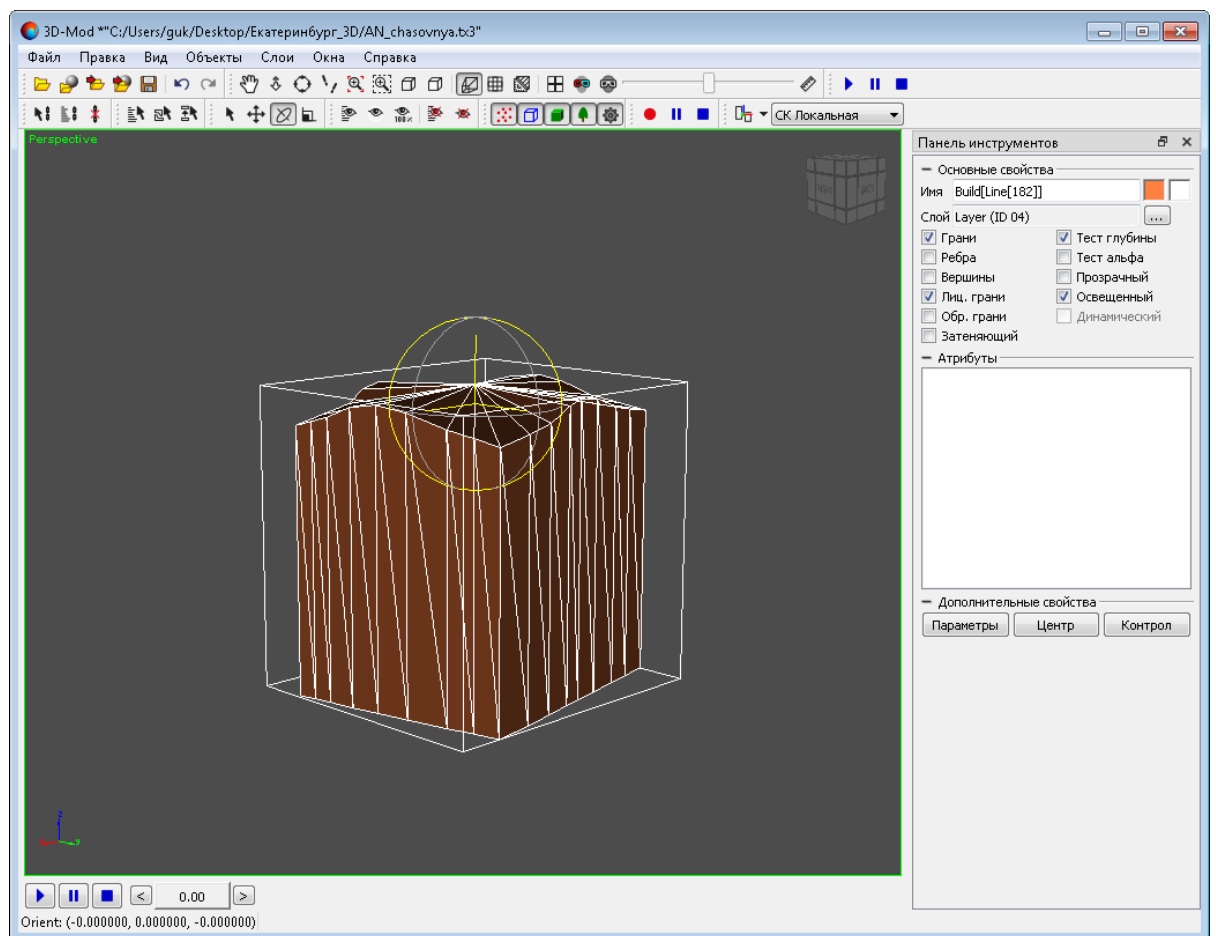 3D-Mod *"C:/Users/guk/Desktop/Екатеринбург_3D/AN_chasovnya.tx3"
Файл Правка Вид Объекты Слои Окна Справка
100%
СК Локальная
Perspective
Панель инструментов
Основные свойства
Имя Build[Line[182]]
Слой Layer (ID 04)
...
Грани Тест глубины
Ребра Тест альфа
Вершины Прозрачный
Лиц. грани Освещенный
Обр. грани Динамический
Затеняющий
Атрибуты
Дополнительные свойства
Параметры Центр Контрол
z
< 0.00 >
Orient: (-0.000000, 0.000000, -0.000000)